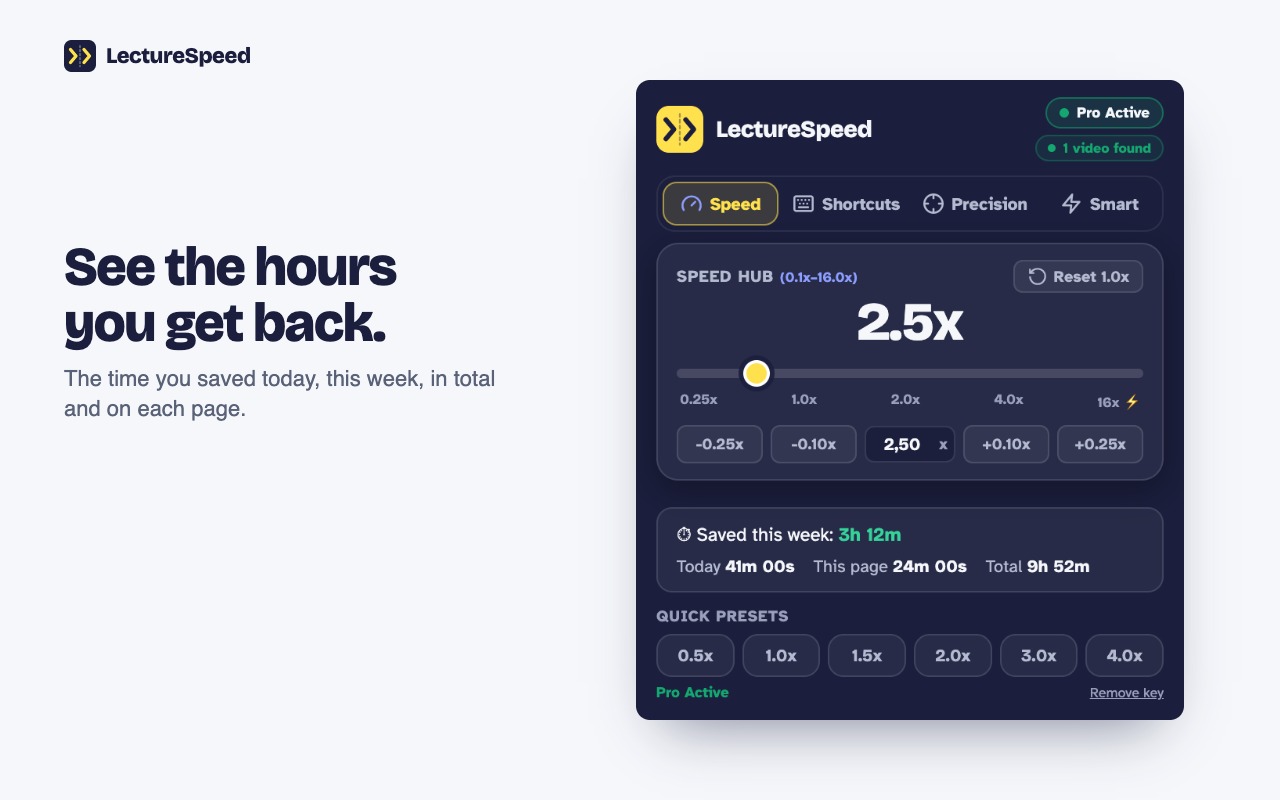 LectureSpeed
See the hours
you get back.
The time you saved today, this week, in total
and on each page.
LectureSpeed
Pro Active
1 video found
Speed
Shortcuts
Precision
Smart
SPEED HUB (0.1x–16.0x)
Reset 1.0x
2.5x
0.25x 1.0x 2.0x 4.0x 16x ⚡
-0.25x -0.10x 2,50 x +0.10x +0.25x
⏱ Saved this week: 3h 12m
Today 41m 00s This page 24m 00s Total 9h 52m
QUICK PRESETS
0.5x 1.0x 1.5x 2.0x 3.0x 4.0x
Pro Active
Remove key